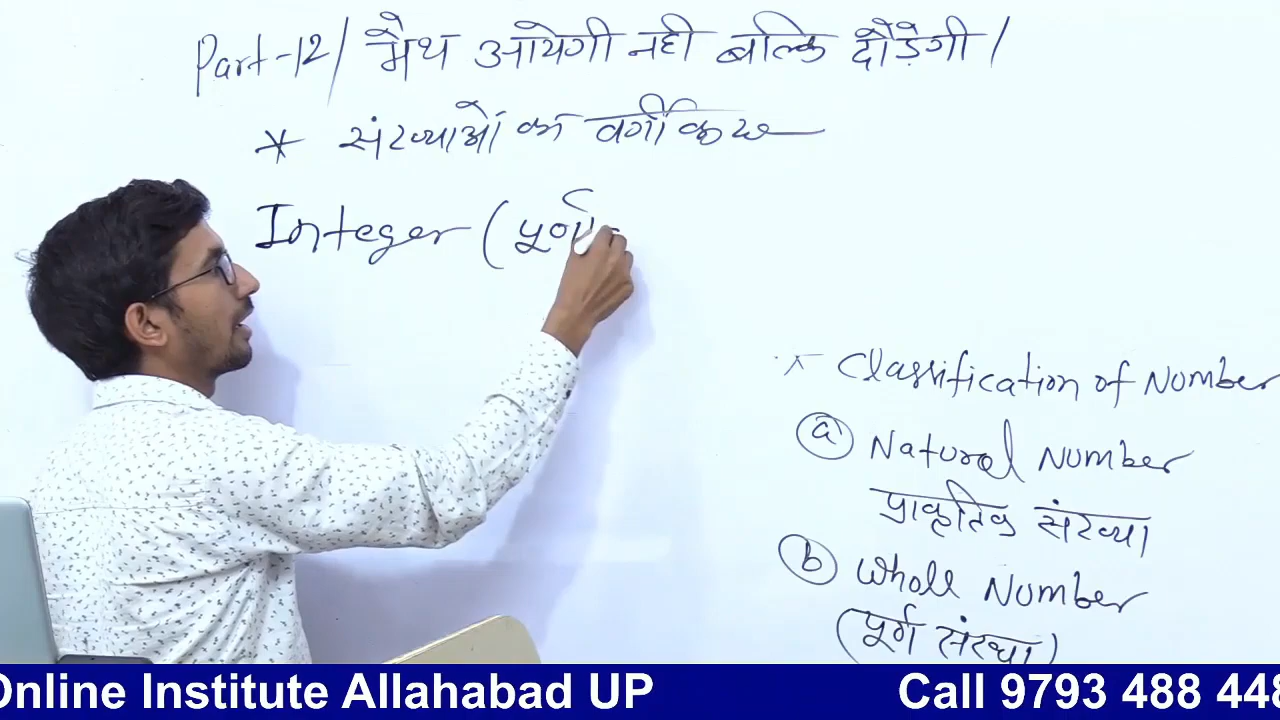 Part-12/ मैथ आयेगी नही बल्कि दौड़ेगी /
* संख्याओं का वर्गीकरण
Integer (पूर्णा
* Classification of Number
(a) Natural Number
प्राकृतिक संख्या
(b) Whole Number
(पूर्ण संख्या)
Online Institute Allahabad UP Call 9793 488 448